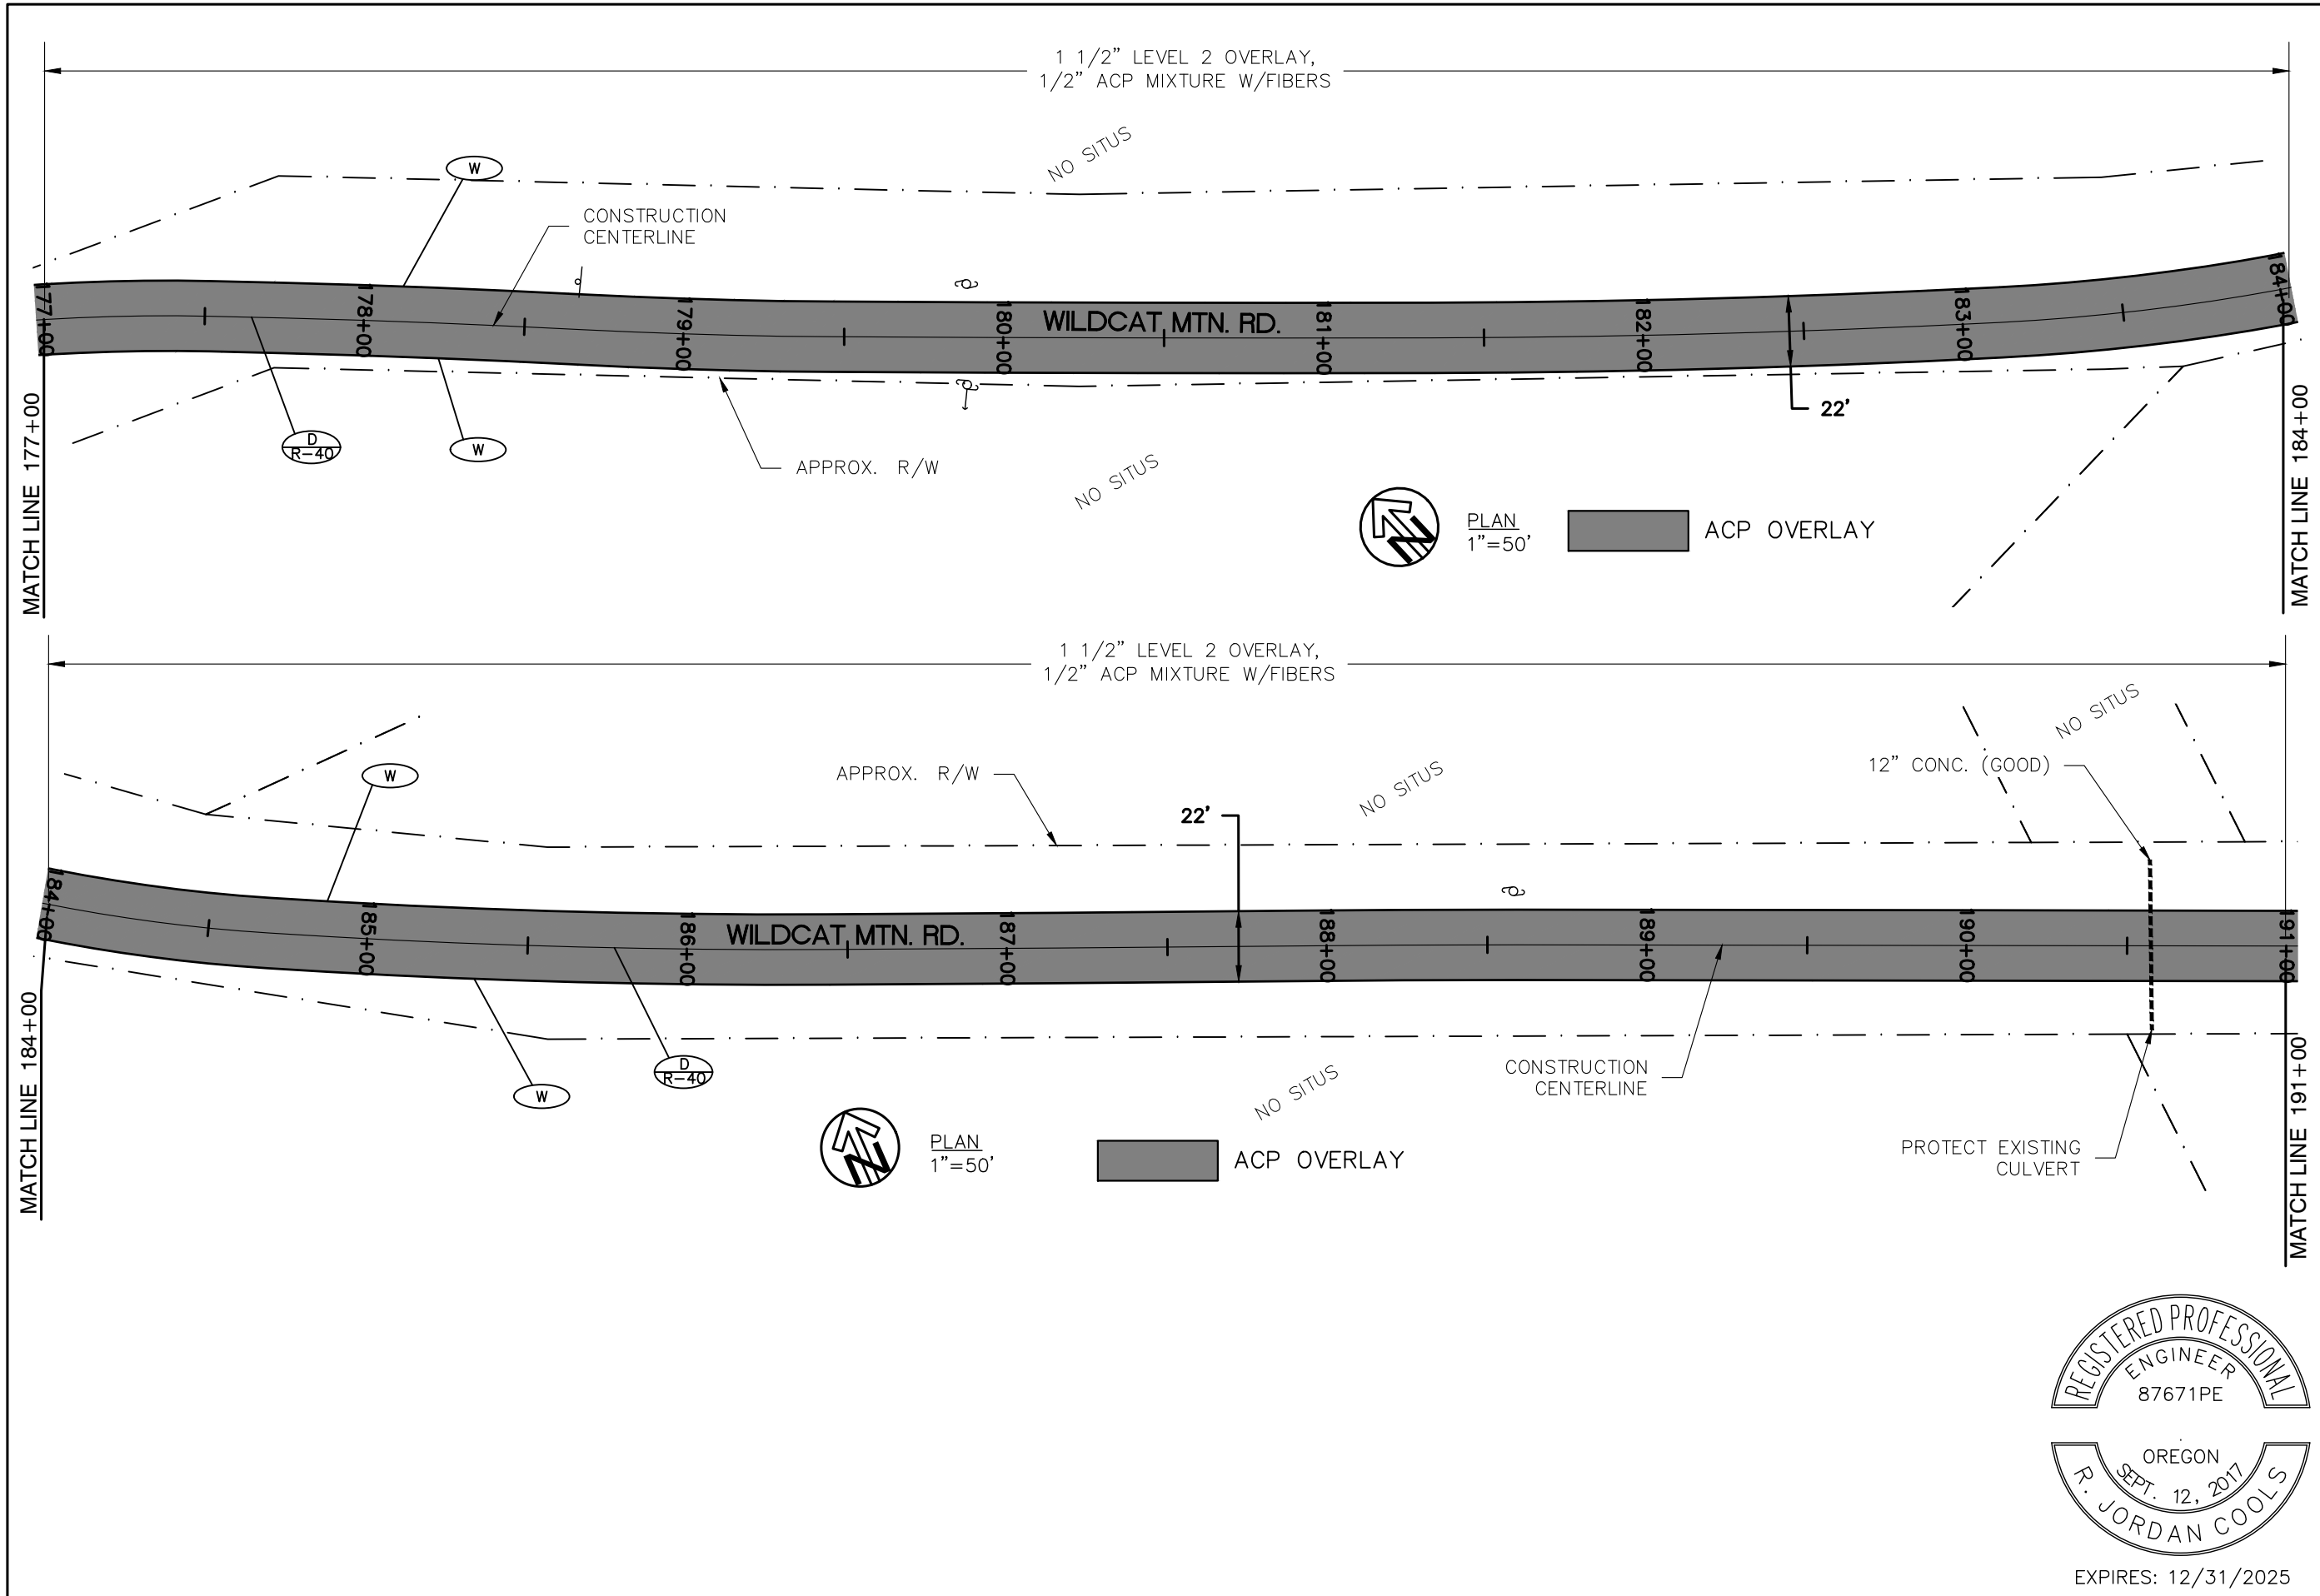 1 1/2" LEVEL 2 OVERLAY,
1/2" ACP MIXTURE W/FIBERS
NO SITUS
W
CONSTRUCTION
CENTERLINE
177+00
178+00
179+00
180+00
WILDCAT MTN. RD.
181+00
182+00
183+00
184+00
22'
D
R-40
W
APPROX. R/W
NO SITUS
MATCH LINE 177+00
MATCH LINE 184+00
N
PLAN
1"=50'
ACP OVERLAY
1 1/2" LEVEL 2 OVERLAY,
1/2" ACP MIXTURE W/FIBERS
NO SITUS
W
APPROX. R/W
NO SITUS
12" CONC. (GOOD)
22'
184+00
185+00
186+00
WILDCAT MTN. RD.
187+00
188+00
189+00
190+00
191+00
D
R-40
W
CONSTRUCTION
CENTERLINE
NO SITUS
MATCH LINE 184+00
MATCH LINE 191+00
N
PLAN
1"=50'
ACP OVERLAY
PROTECT EXISTING
CULVERT
REGISTERED PROFESSIONAL
ENGINEER
87671PE
OREGON
SEPT. 12, 2017
R. JORDAN COOLS
EXPIRES: 12/31/2025